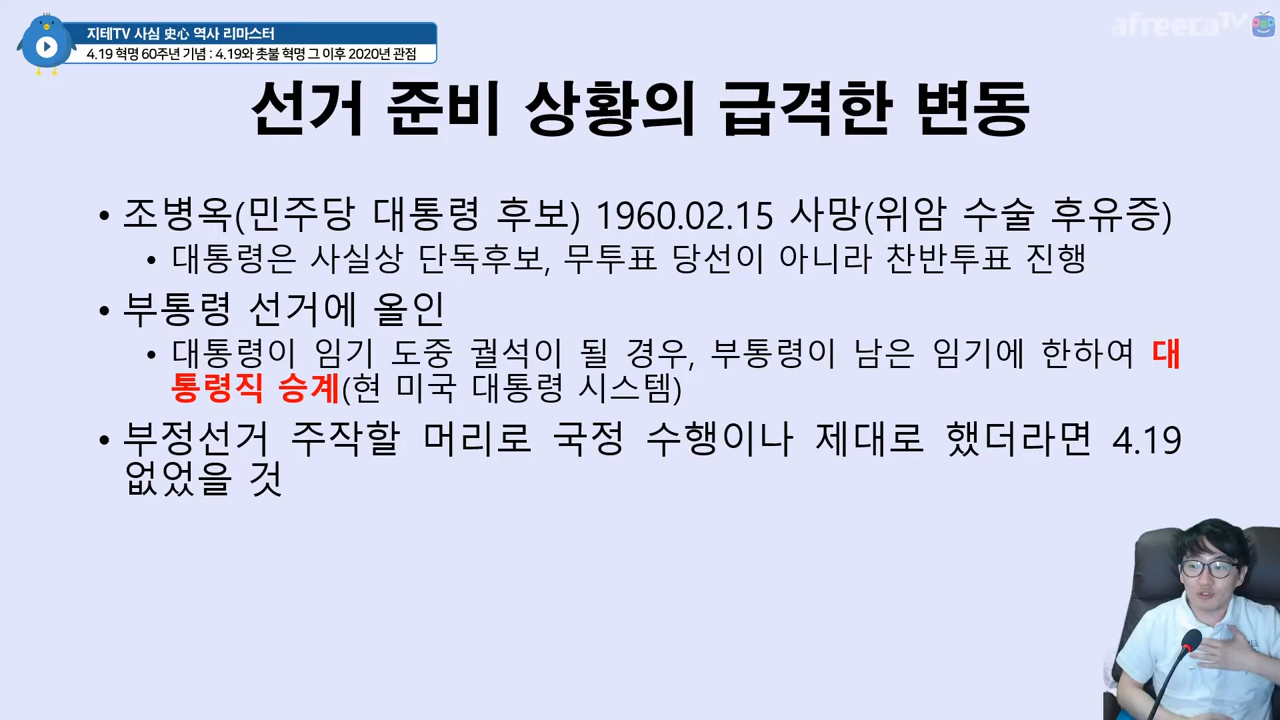 지테TV 사심 史心 역사 리마스터
4.19 혁명 60주년 기념 : 4.19와 촛불 혁명 그 이후 2020년 관점
afreecaTV
선거 준비 상황의 급격한 변동
• 조병옥(민주당 대통령 후보) 1960.02.15 사망(위암 수술 후유증)
• 대통령은 사실상 단독후보, 무투표 당선이 아니라 찬반투표 진행
• 부통령 선거에 올인
• 대통령이 임기 도중 궐석이 될 경우, 부통령이 남은 임기에 한하여 대
통령직 승계(현 미국 대통령 시스템)
• 부정선거 주작할 머리로 국정 수행이나 제대로 했더라면 4.19
없었을 것